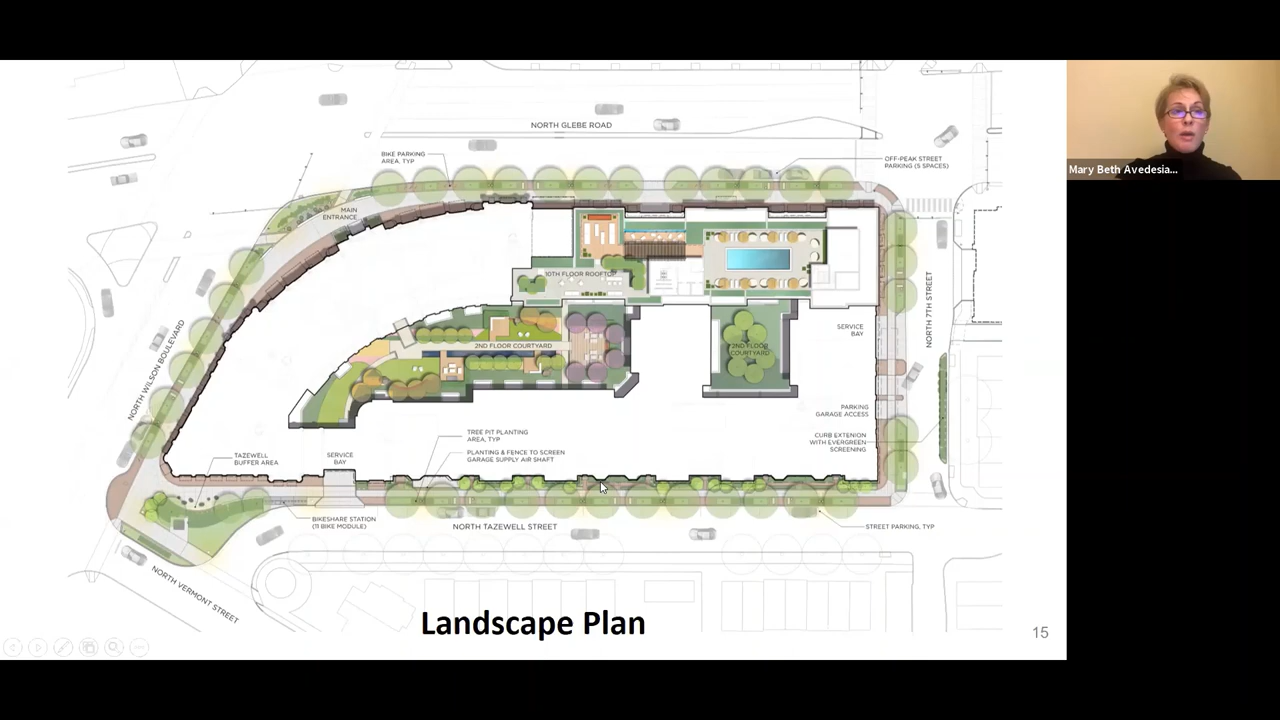 NORTH GLEBE ROAD
BIKE PARKING
AREA, TYP
OFF-PEAK STREET
PARKING (5 SPACES)
Mary Beth Avedesia...
MAIN
ENTRANCE
10TH FLOOR ROOFTOP
2ND FLOOR COURTYARD
2ND FLOOR
COURTYARD
SERVICE
BAY
NORTH 7TH STREET
NORTH WILSON BOULEVARD
PARKING
GARAGE ACCESS
CURB EXTENION
WITH EVERGREEN
SCREENING
TREE PIT PLANTING
AREA, TYP
PLANTING & FENCE TO SCREEN
GARAGE SUPPLY AIR SHAFT
TAZEWELL
BUFFER AREA
SERVICE
BAY
BIKESHARE STATION
(11 BIKE MODULE)
NORTH TAZEWELL STREET
STREET PARKING, TYP
NORTH VERMONT STREET
Landscape Plan
15